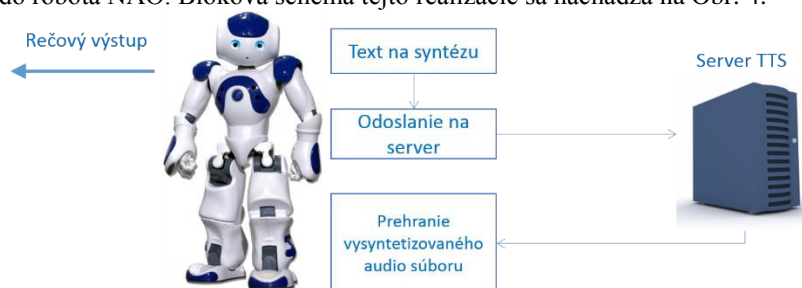 do robota NAO. Bloková schéma tejto realizácie sa nachádza na Obr. 4.
Rečový výstup
Text na syntézu
Server TTS
Odoslanie na
server
Prehranie
vysyntetizovaného
audio súboru